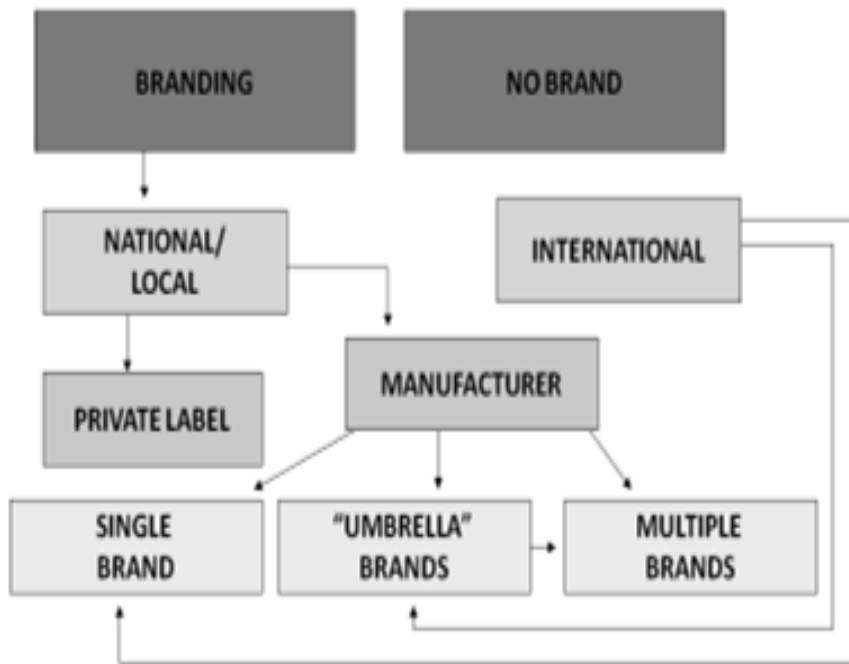 BRANDING
NO BRAND
NATIONAL/
LOCAL
INTERNATIONAL
MANUFACTURER
PRIVATE LABEL
SINGLE
BRAND
“UMBRELLA”
BRANDS
MULTIPLE
BRANDS